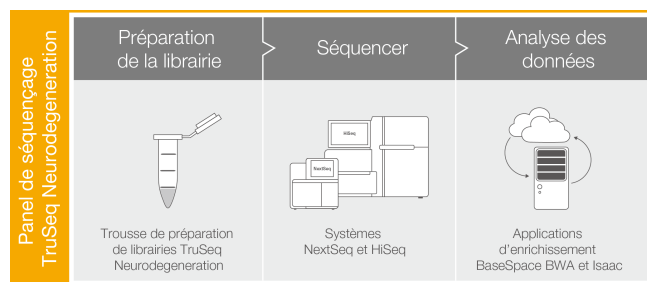 Panel de séquençage
TruSeq Neurodegeneration
Préparation
de la librairie
Séquencer
Analyse des
données
HiSeq
NextSeq
Trousse de préparation
de librairies TruSeq
Neurodegeneration
Systèmes
NextSeq et HiSeq
Applications
d'enrichissement
BaseSpace BWA et Isaac